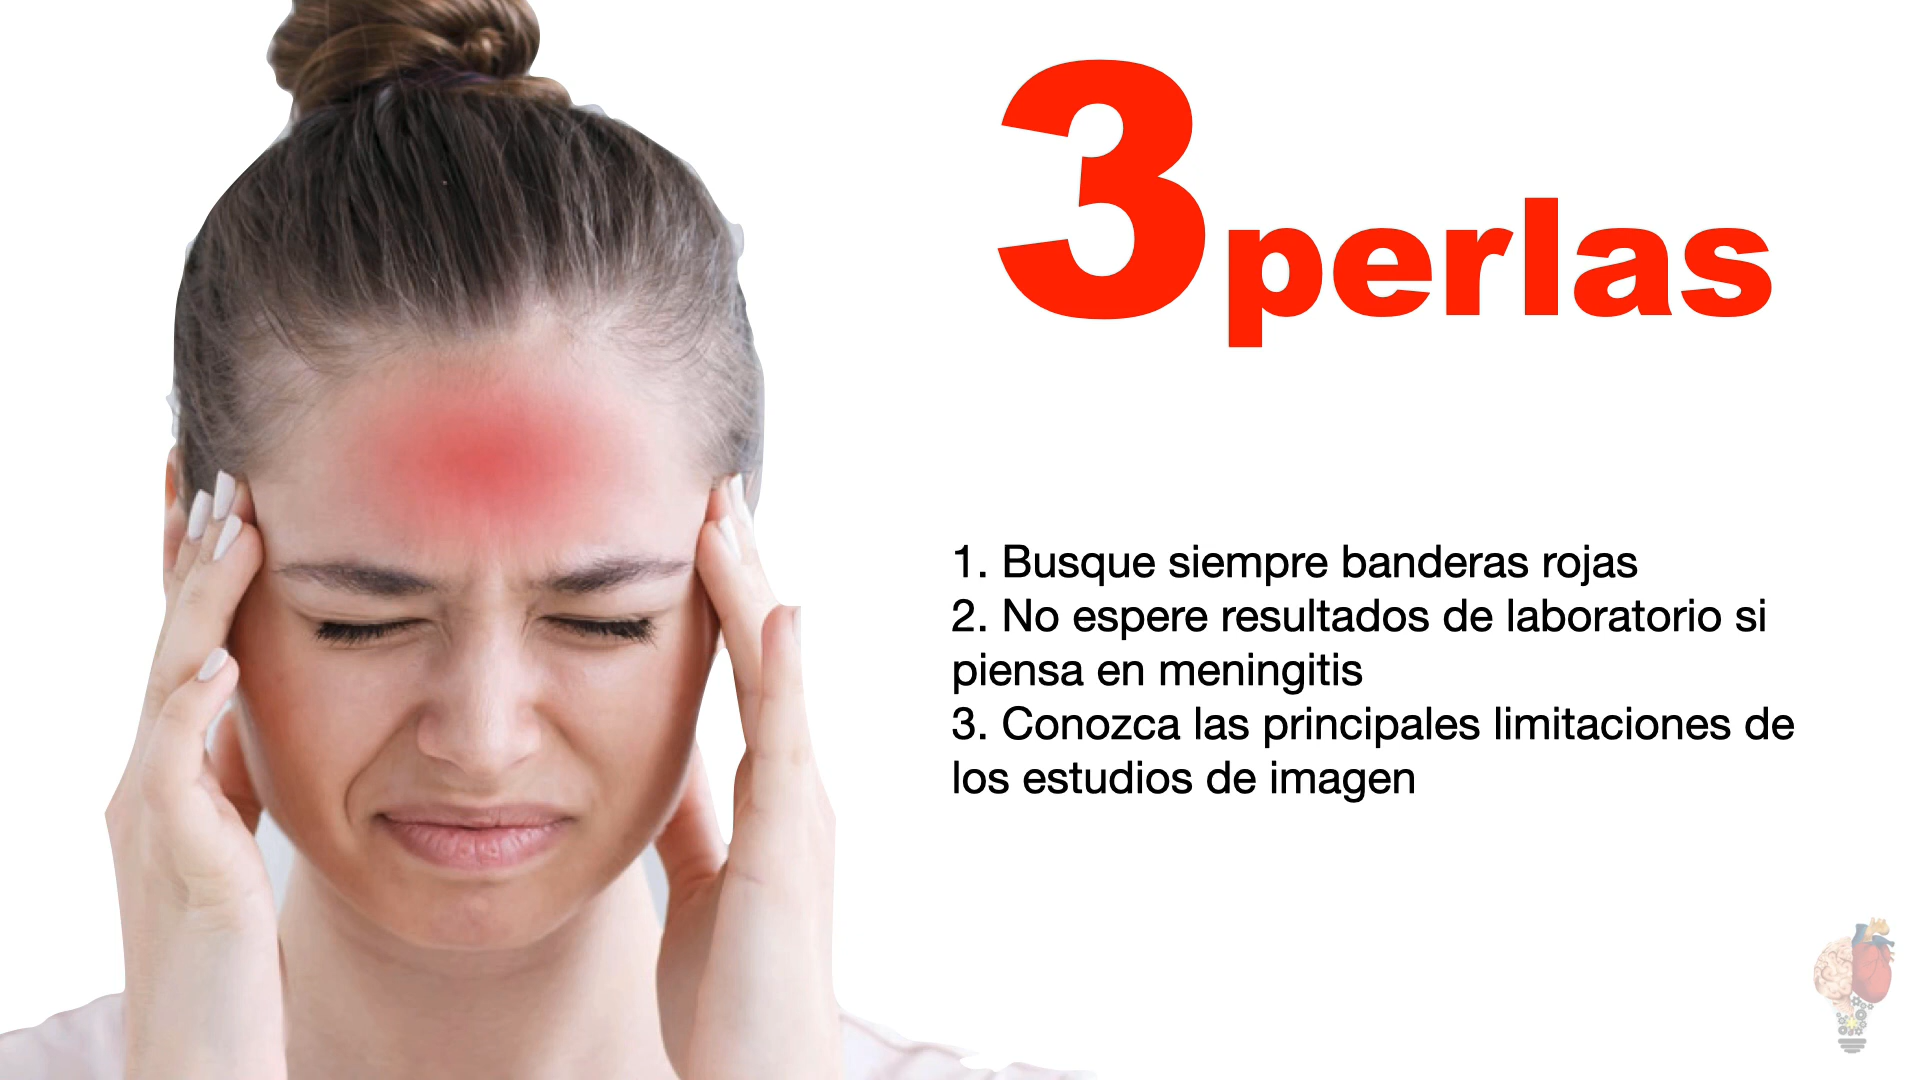 3perlas
1. Busque siempre banderas rojas
2. No espere resultados de laboratorio si
piensa en meningitis
3. Conozca las principales limitaciones de
los estudios de imagen